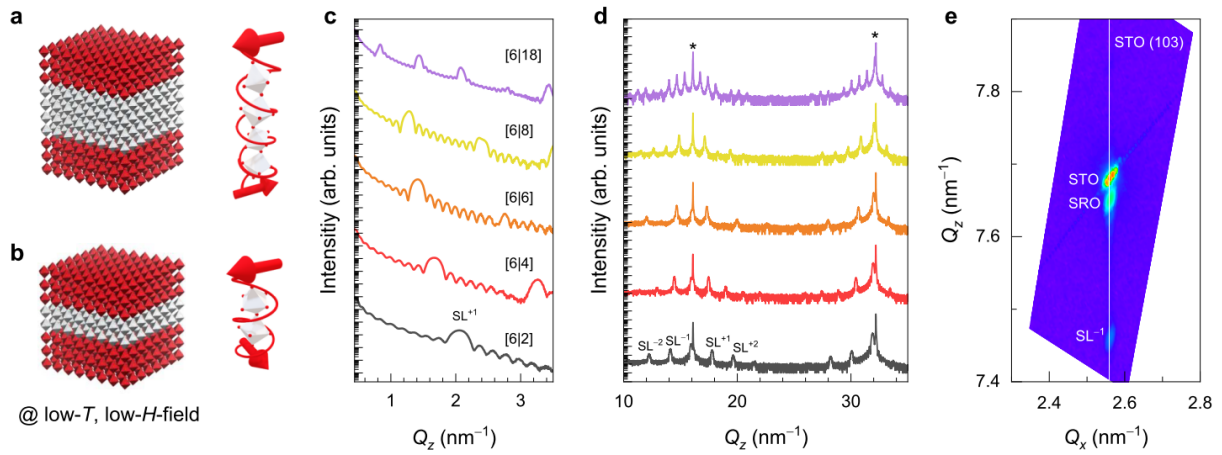 a
b
@ low-T, low-H-field
c
[6|18]
[6|8]
[6|6]
[6|4]
SL+1
[6|2]
Intensitiy (arb. units)
1 2 3
Qz (nm−1)
d
* *
SL−2 SL−1 SL+1 SL+2
Intensitiy (arb. units)
10 20 30
Qz (nm−1)
e
STO (103)
STO
SRO
SL−1
7.8
7.6
7.4
Qz (nm−1)
2.4 2.6 2.8
Qx (nm−1)